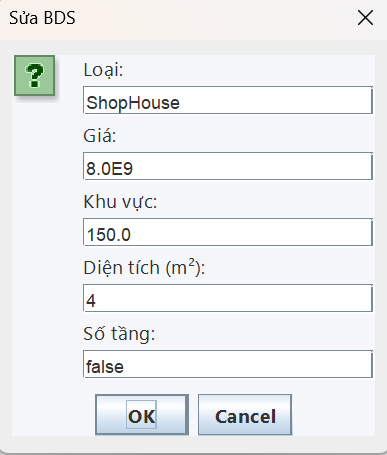 Sửa BDS
?
Loại:
ShopHouse
Giá:
8.0E9
Khu vực:
150.0
Diện tích (m²):
4
Số tầng:
false
OK Cancel